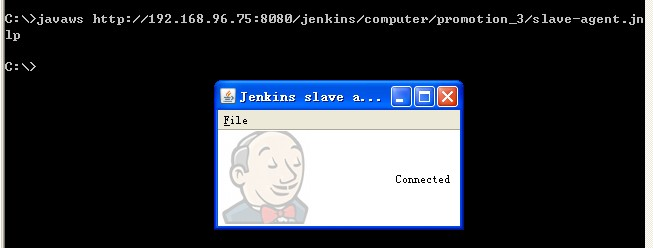 C:\>javaws http://192.168.96.75:8080/jenkins/computer/promotion_3/slave-agent.jn
lp
C:\>
Jenkins slave a...
File
Connected